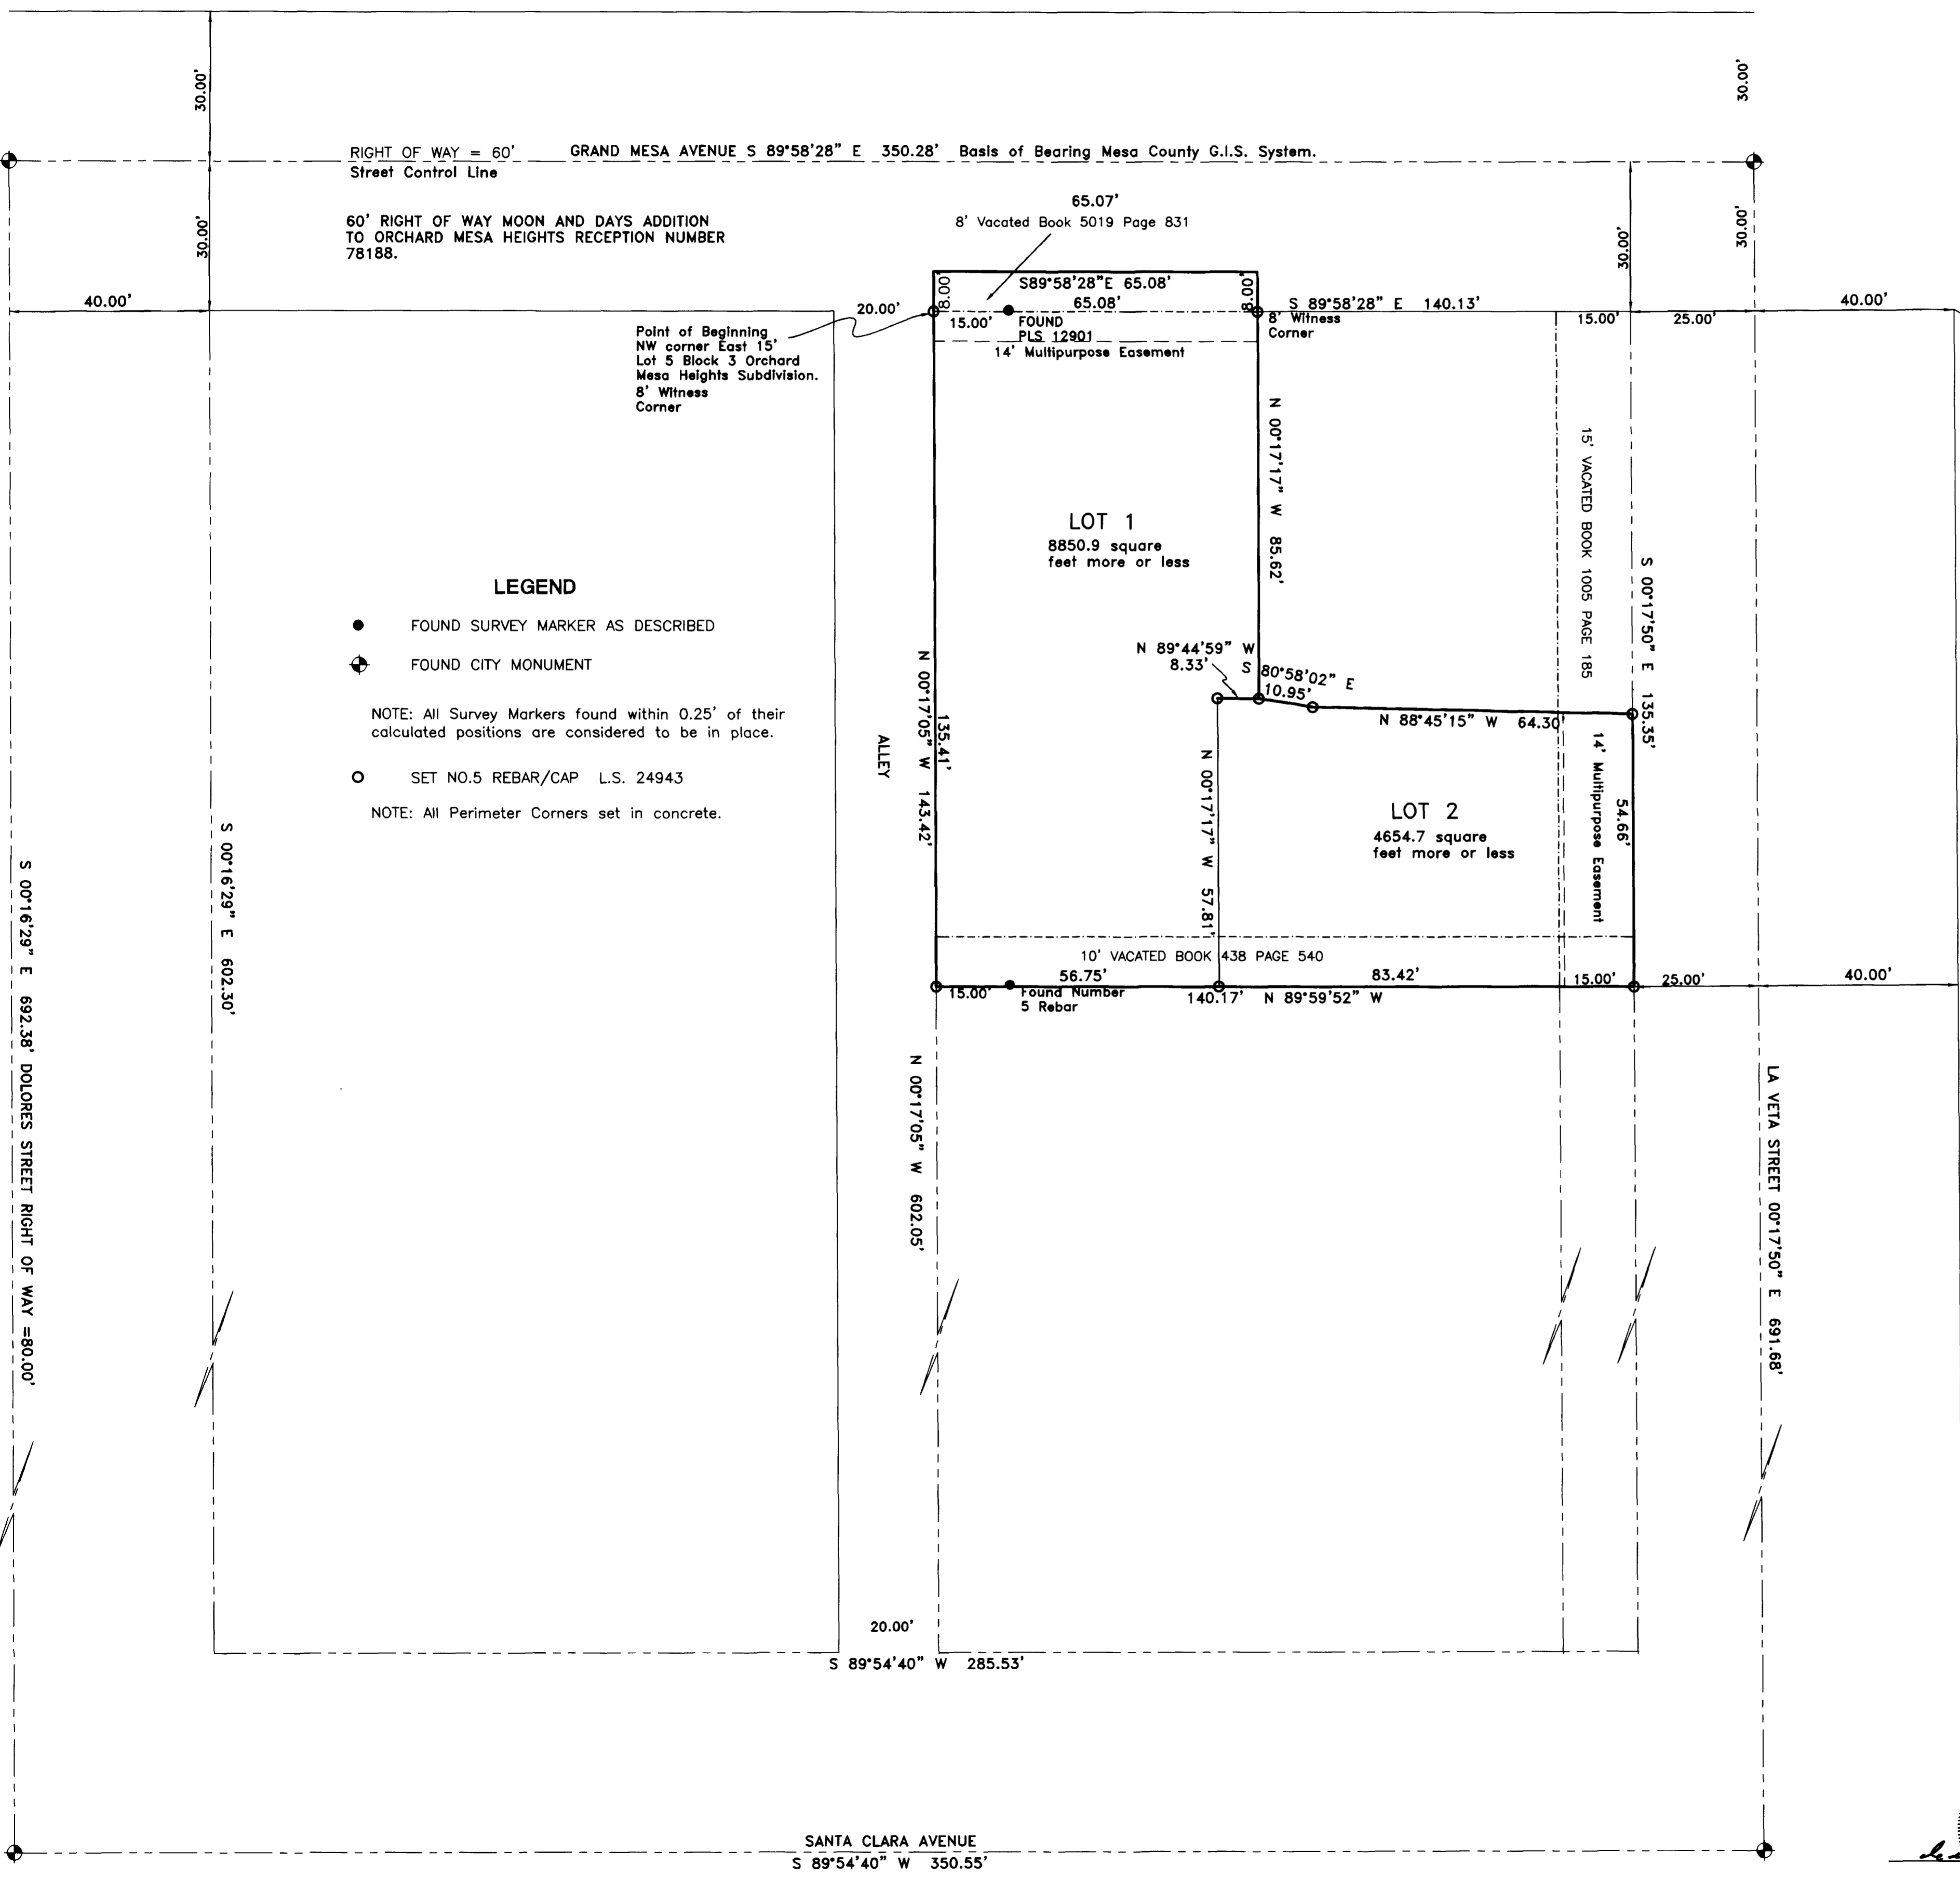 30.00'
30.00'
RIGHT OF WAY = 60'
GRAND MESA AVENUE S 89°58'28" E 350.28' Basis of Bearing Mesa County G.I.S. System.
Street Control Line
65.07'
8' Vacated Book 5019 Page 831
60' RIGHT OF WAY MOON AND DAYS ADDITION
TO ORCHARD MESA HEIGHTS RECEPTION NUMBER
78188.
30.00'
30.00'
30.00'
S89°58'28"E 65.08'
8.00'
8.00'
40.00'
20.00'
65.08'
S 89°58'28" E 140.13'
40.00'
15.00'
FOUND
PLS 12901
8' Witness
Corner
15.00'
25.00'
Point of Beginning
NW corner East 15'
Lot 5 Block 3 Orchard
Mesa Heights Subdivision.
8' Witness
Corner
14' Multipurpose Easement
N 00°17'17" W 85.62'
15' VACATED BOOK 1005 PAGE 185
LOT 1
8850.9 square
feet more or less
S 00°17'50" E 135.35'
LEGEND
FOUND SURVEY MARKER AS DESCRIBED
FOUND CITY MONUMENT
NOTE: All Survey Markers found within 0.25' of their
calculated positions are considered to be in place.
SET NO.5 REBAR/CAP L.S. 24943
NOTE: All Perimeter Corners set in concrete.
N 89°44'59" W
8.33'
S 80°58'02" E
10.95'
N 88°45'15" W 64.30'
N 00°17'05" W 143.42'
135.41'
ALLEY
N 00°17'17" W 57.81'
14' Multipurpose Easement
54.66'
LOT 2
4654.7 square
feet more or less
S 00°16'29" E 602.30'
S 00°16'29" E 692.38' DOLORES STREET RIGHT OF WAY =80.00'
10' VACATED BOOK 438 PAGE 540
56.75'
83.42'
15.00'
Found Number
5 Rebar
140.17' N 89°59'52" W
15.00'
25.00'
40.00'
N 00°17'05" W 602.05'
LA VETA STREET 00°17'50" E 691.68'
20.00'
S 89°54'40" W 285.53'
SANTA CLARA AVENUE
S 89°54'40" W 350.55'